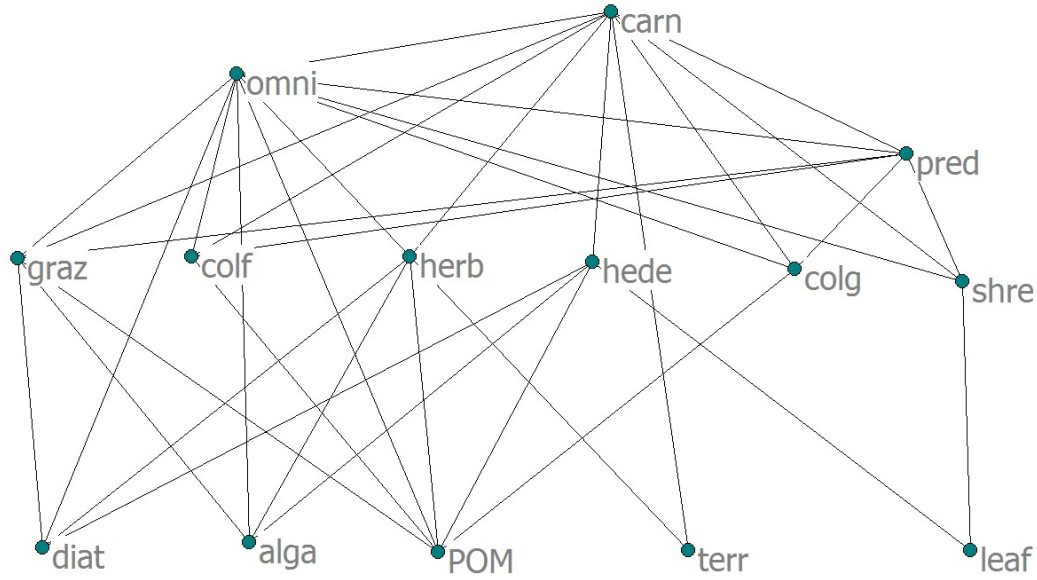 carn
omni
pred
graz
colf
herb
hede
colg
shre
diat
alga
POM
terr
leaf